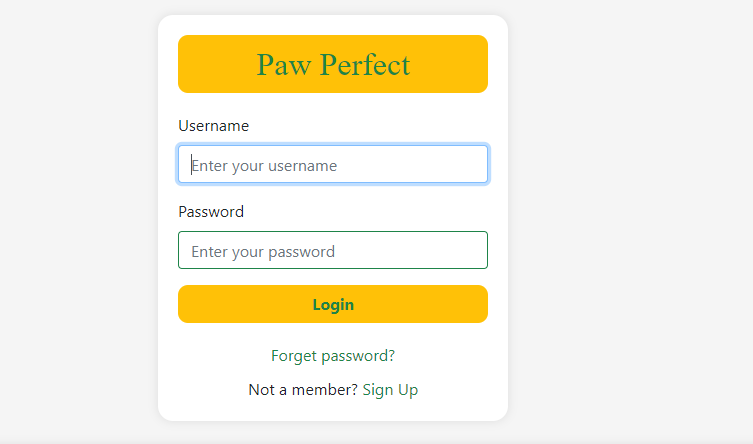 Paw Perfect
Username
Enter your username
Password
Enter your password
Login
Forget password?
Not a member? Sign Up